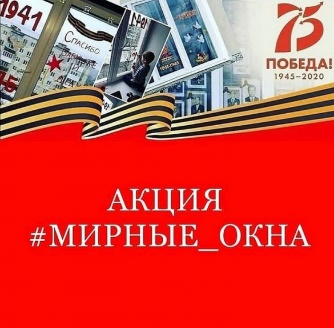 1941
СПАСИБО
75
ПОБЕДА!
1945–2020
АКЦИЯ
#МИРНЫЕ_ОКНА